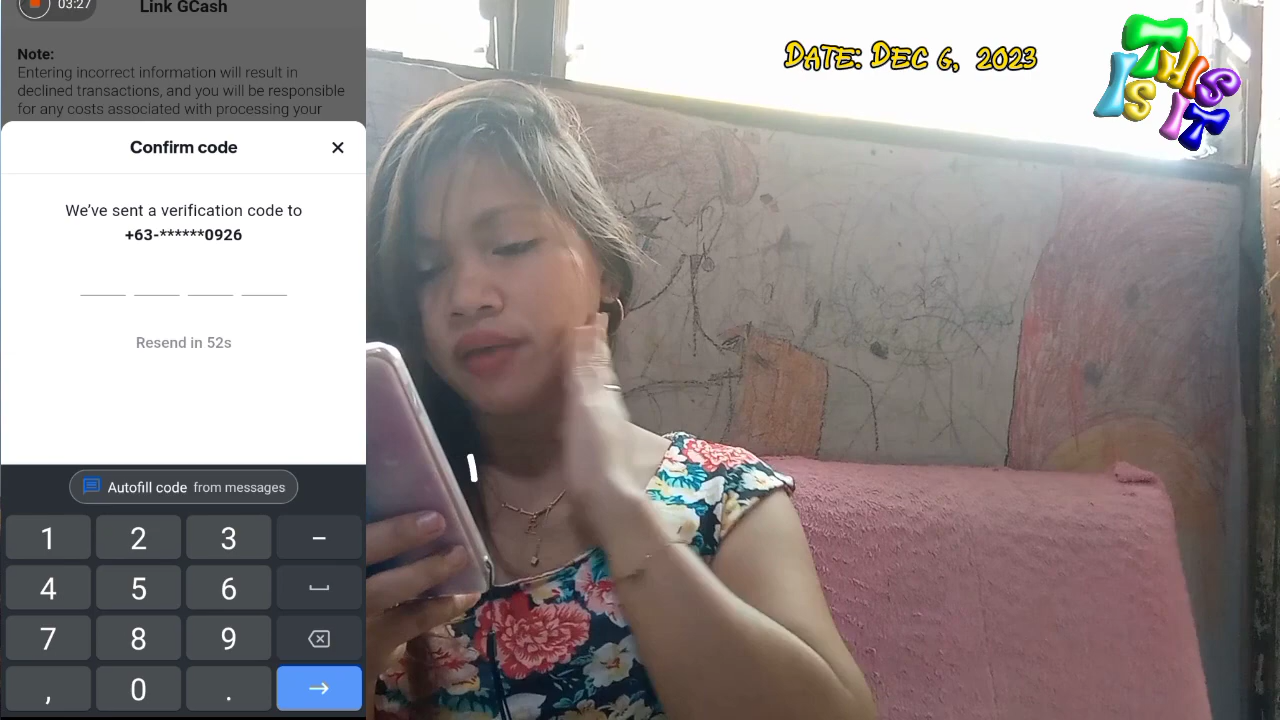 03:27
Link GCash
Note:
Entering incorrect information will result in
declined transactions, and you will be responsible
for any costs associated with processing your
Confirm code
We've sent a verification code to
+63-******0926
Resend in 52s
Autofill code from messages
1 2 3 –
4 5 6
7 8 9
, 0 .
DATE: DEC 6, 2023
THIS
IS IT